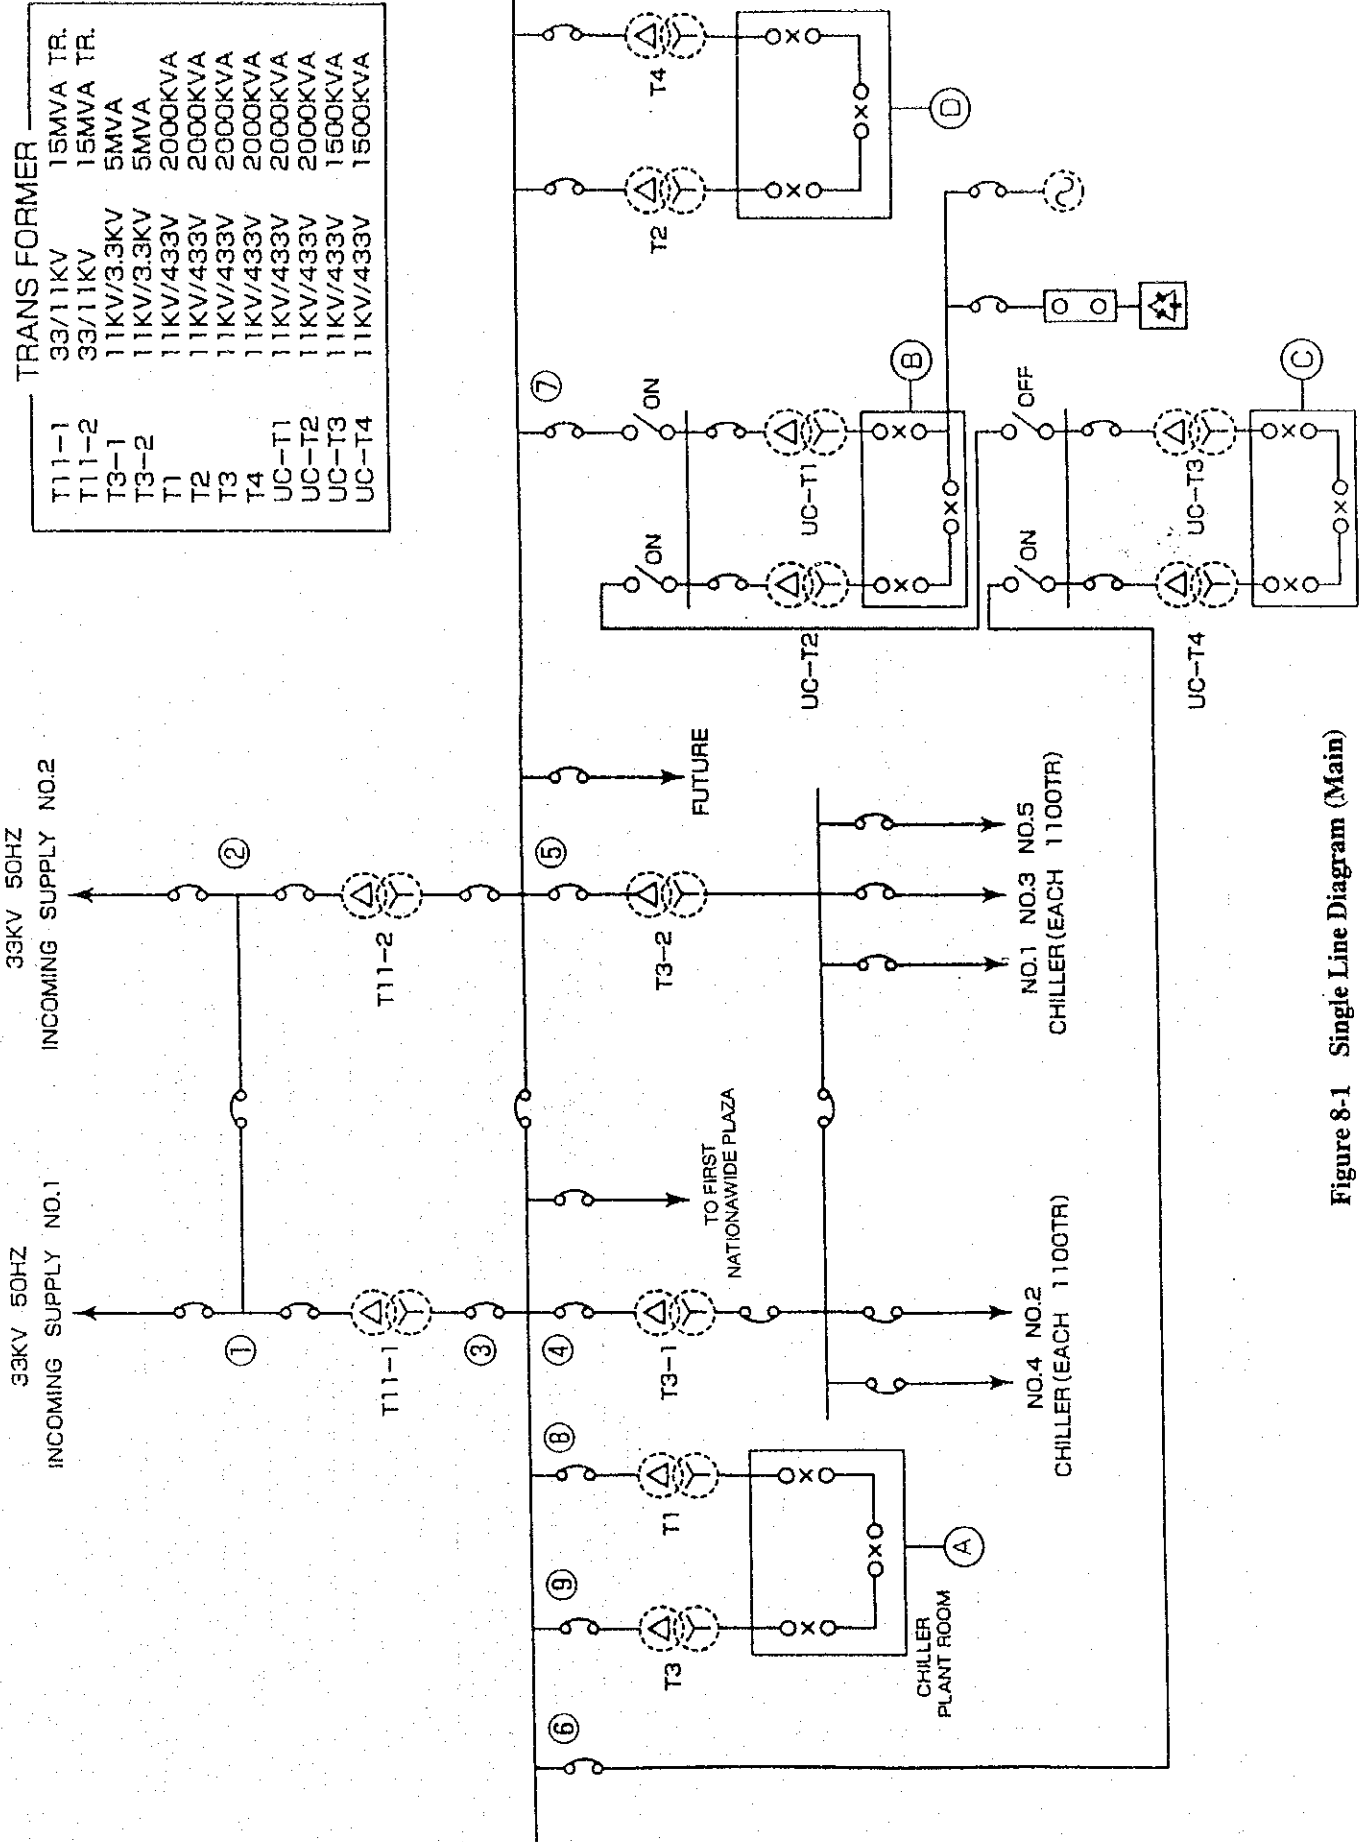 TRANS FORMER
T11-1 33/11KV 15MVA TR.
T11-2 33/11KV 15MVA TR.
T3-1 11KV/3.3KV 5MVA
T3-2 11KV/3.3KV 5MVA
T1 11KV/433V 2000KVA
T2 11KV/433V 2000KVA
T3 11KV/433V 2000KVA
T4 11KV/433V 2000KVA
UC-T1 11KV/433V 2000KVA
UC-T2 11KV/433V 2000KVA
UC-T3 11KV/433V 1500KVA
UC-T4 11KV/433V 1500KVA
33KV 50HZ
INCOMING SUPPLY NO.1
33KV 50HZ
INCOMING SUPPLY NO.2
①
②
T11-1
T11-2
③
⑥
⑨
⑧
④
⑤
⑦
T3
T1
T3-1
T3-2
TO FIRST
NATIONAWIDE PLAZA
FUTURE
ON
ON
T2
T4
UC-T2
UC-T1
CHILLER
PLANT ROOM
A
B
D
NO.4 NO.2
CHILLER(EACH 1100TR)
NO.1 NO.3 NO.5
CHILLER(EACH 1100TR)
ON
OFF
UC-T4
UC-T3
C
Figure 8-1 Single Line Diagram (Main)